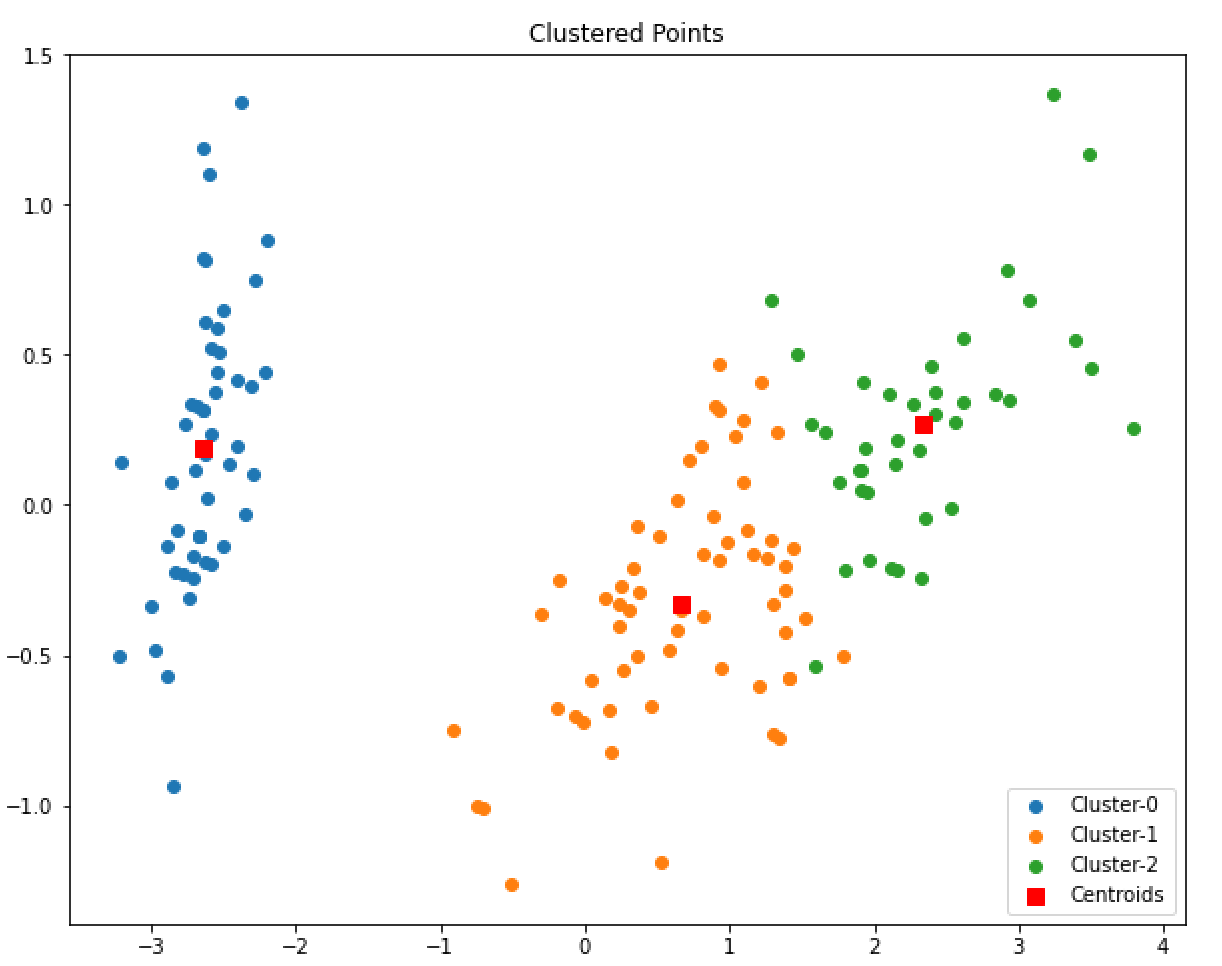 Clustered Points
1.5
1.0
0.5
0.0
−0.5
−1.0
−3 −2 −1 0 1 2 3 4
Cluster-0
Cluster-1
Cluster-2
Centroids